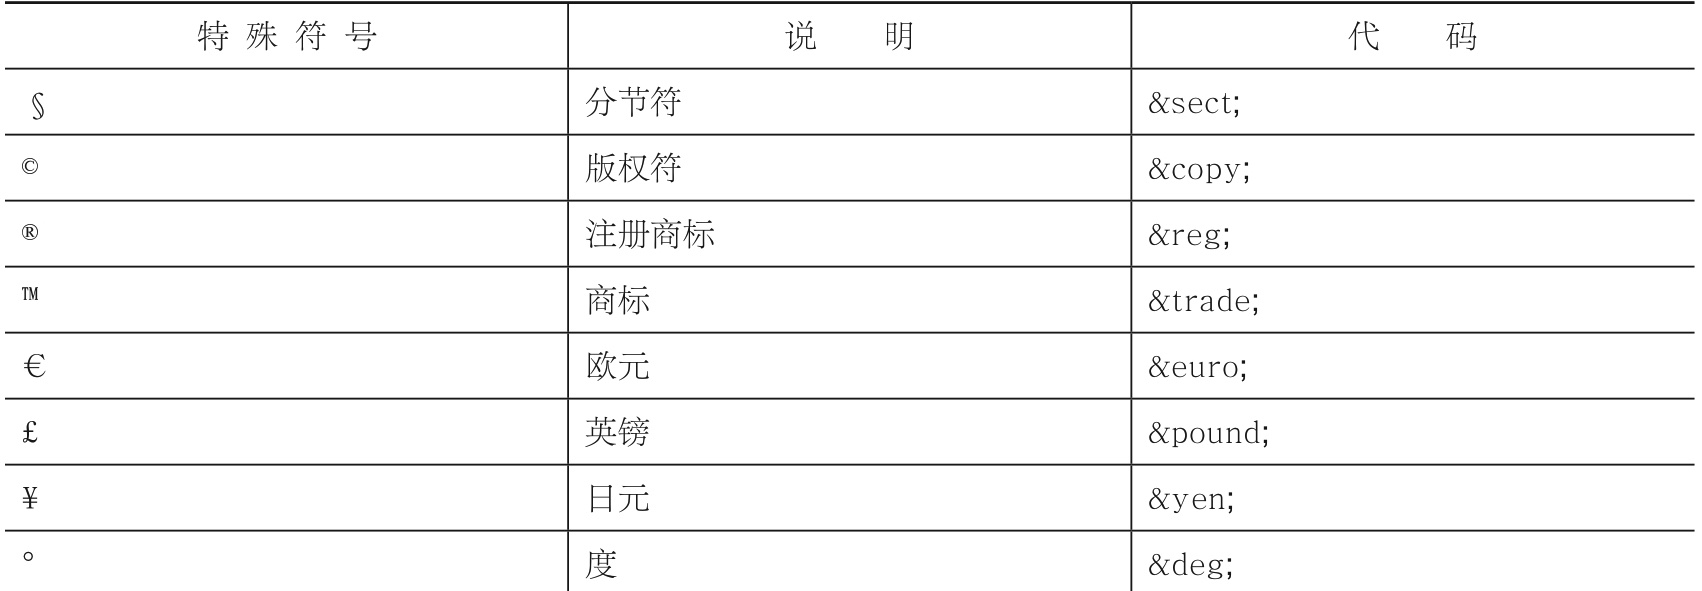 特殊符号 说 明 代 码
§ 分节符 &sect;
© 版权符 &copy;
® 注册商标 &reg;
™ 商标 &trade;
€ 欧元 &euro;
£ 英镑 &pound;
¥ 日元 &yen;
° 度 &deg;